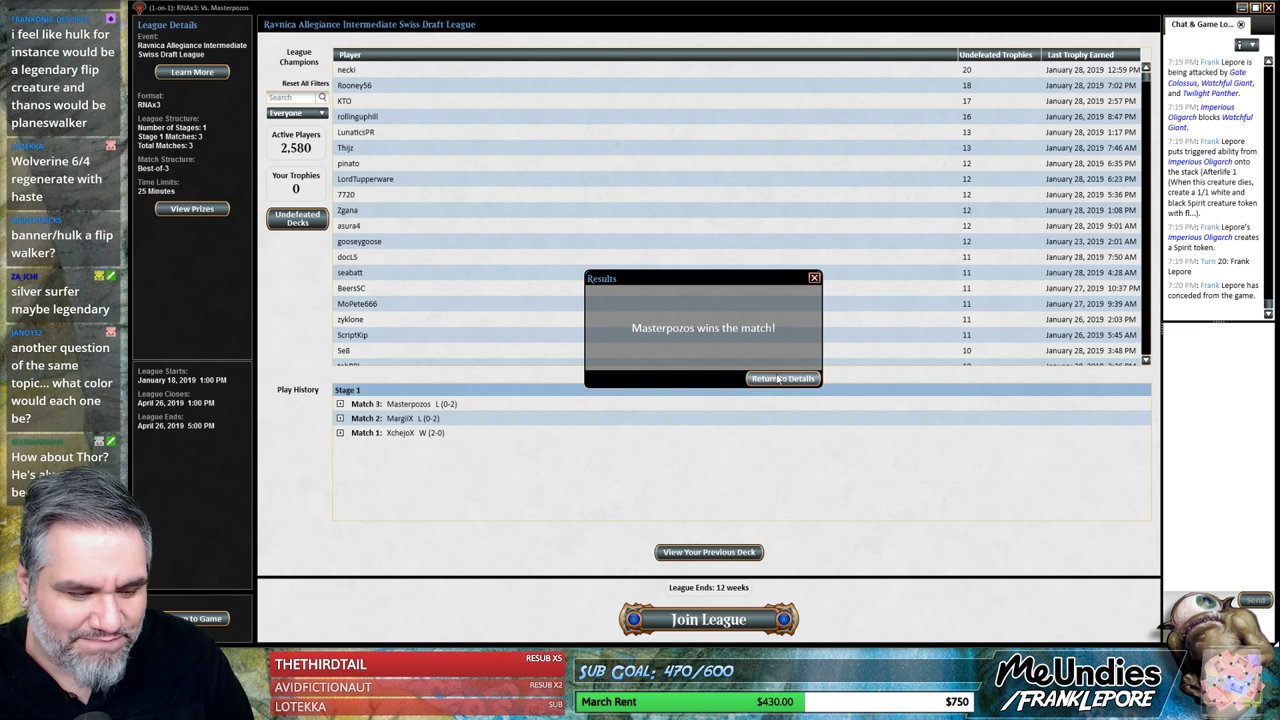 FRANKONIC DESSIREE
i feel like hulk for
instance would be
a legendary flip
creature and
thanos would be
planeswalker
LOTEKKA
Wolverine 6/4
regenerate with
haste
banner/hulk a flip
walker?
ZA_ICHI
silver surfer
maybe legendary
JANO152
another question
of the same
topic... what color
would each one
be?
How about Thor?
He's
be
(1-on-1): RNAx3: Vs. Masterpozos
League Details
Event:
Ravnica Allegiance Intermediate
Swiss Draft League
Learn More
Format:
RNAx3
League Structure:
Number of Stages: 1
Stage 1 Matches: 3
Total Matches: 3
Match Structure:
Best-of-3
Time Limits:
25 Minutes
View Prizes
League Starts:
January 18, 2019 1:00 PM
League Closes:
April 26, 2019 1:00 PM
League Ends:
April 26, 2019 5:00 PM
to Game
Ravnica Allegiance Intermediate Swiss Draft League
League
Champions
Reset All Filters
Search
Everyone
Active Players
2,580
Your Trophies
0
Undefeated
Decks
Player Undefeated Trophies Last Trophy Earned
necki 20 January 28, 2019 12:59 PM
Rooney56 18 January 28, 2019 7:02 PM
KTO 17 January 28, 2019 2:57 PM
rollinguphill 16 January 26, 2019 8:47 PM
LunaticsPR 13 January 28, 2019 1:17 PM
Thijz 13 January 28, 2019 7:46 AM
pinato 12 January 28, 2019 6:35 PM
LordTupperware 12 January 28, 2019 6:23 PM
7720 12 January 28, 2019 5:36 PM
Zgana 12 January 28, 2019 1:08 PM
asura4 12 January 28, 2019 9:01 AM
gooseygoose 12 January 23, 2019 2:01 AM
docLS 11 January 28, 2019 7:50 AM
seabatt 11 January 28, 2019 4:28 AM
BeersSC 11 January 27, 2019 10:37 PM
MoPete666 11 January 27, 2019 9:39 AM
zyklone 11 January 26, 2019 2:03 PM
ScriptKip 11 January 26, 2019 5:45 AM
Se8 10 January 28, 2019 3:48 PM
Results
Masterpozos wins the match!
Return to Details
Play History
Stage 1
Match 3: Masterpozos L (0-2)
Match 2: MargiiX L (0-2)
Match 1: XchejoX W (2-0)
View Your Previous Deck
League Ends: 12 weeks
Join League
Chat & Game Lo...
7:19 PM: Frank
Lepore is
being attacked by Gate
Colossus, Watchful Giant,
and Twilight Panther.
7:19 PM: Imperious
Oligarch blocks Watchful
Giant.
7:19 PM: Frank Lepore
puts triggered ability from
Imperious Oligarch onto
the stack (Afterlife 1
(When this creature dies,
create a 1/1 white and
black Spirit creature token
with fl...).
7:19 PM: Frank Lepore's
Imperious Oligarch creates
a Spirit token.
7:19 PM: Turn 20: Frank
Lepore
7:20 PM: Frank Lepore has
conceded from the game.
Send
THETHIRDTAIL RESUB X5
AVIDFICTIONAUT RESUB X2
LOTEKKA SUB
SUB GOAL: 470/600
March Rent $430.00 $750
MeUndies
/FRANKLEPORE